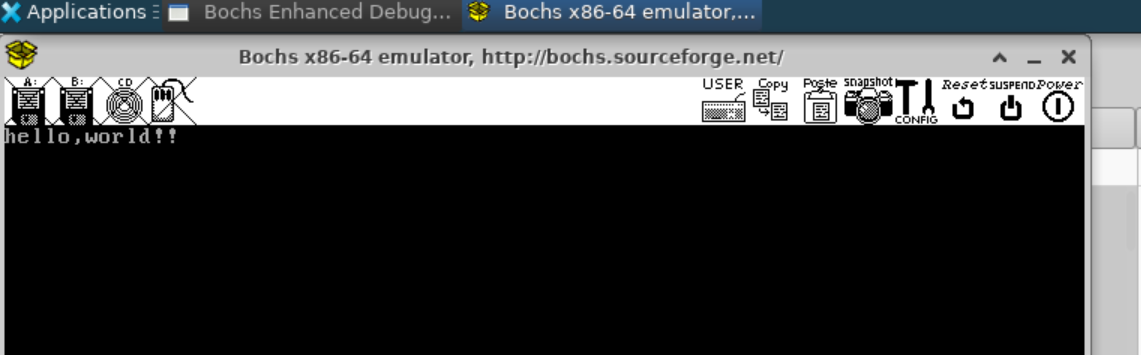 Applications
Bochs Enhanced Debug...
Bochs x86-64 emulator,...
Bochs x86-64 emulator, http://bochs.sourceforge.net/
A:
B:
CD
USER
Copy
Paste
snapshot
CONFIG
Reset
SUSPEND
Power
hello,world!!